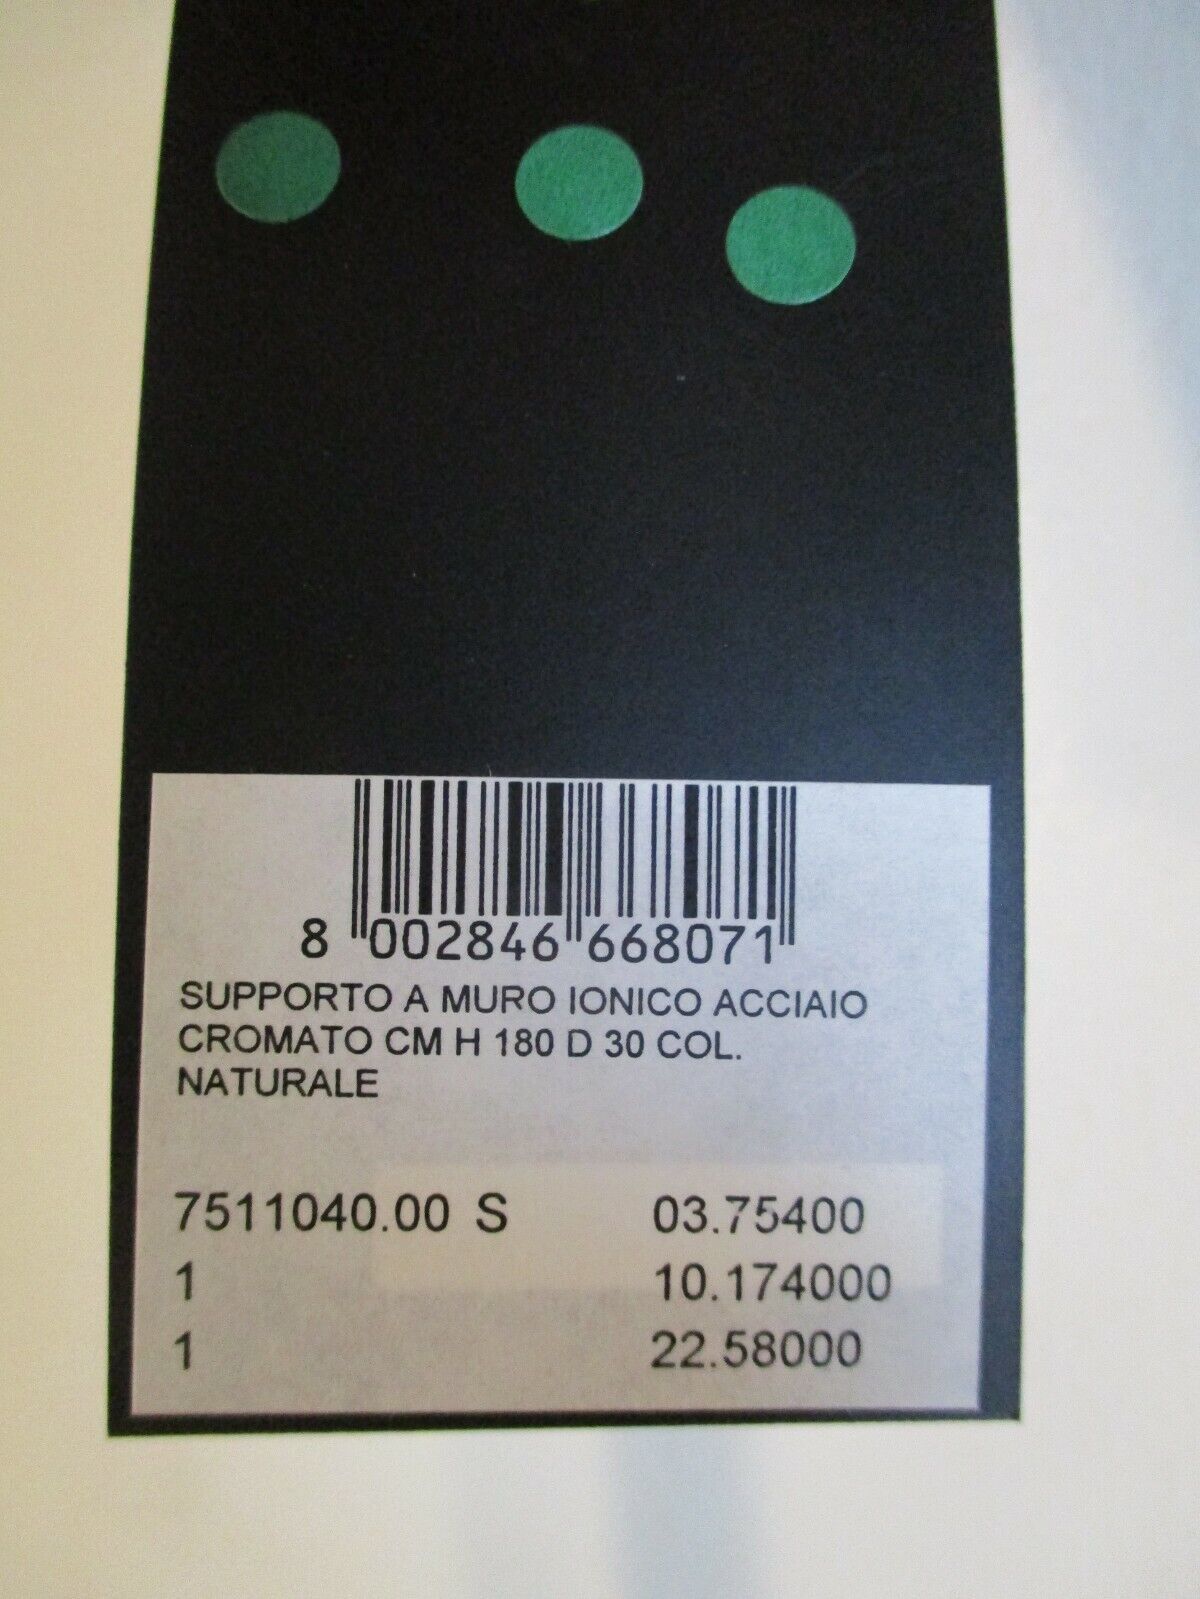 8 002846 668071
SUPPORTO A MURO IONICO ACCIAIO
CROMATO CM H 180 D 30 COL.
NATURALE
7511040.00 S 03.75400
1 10.174000
1 22.58000